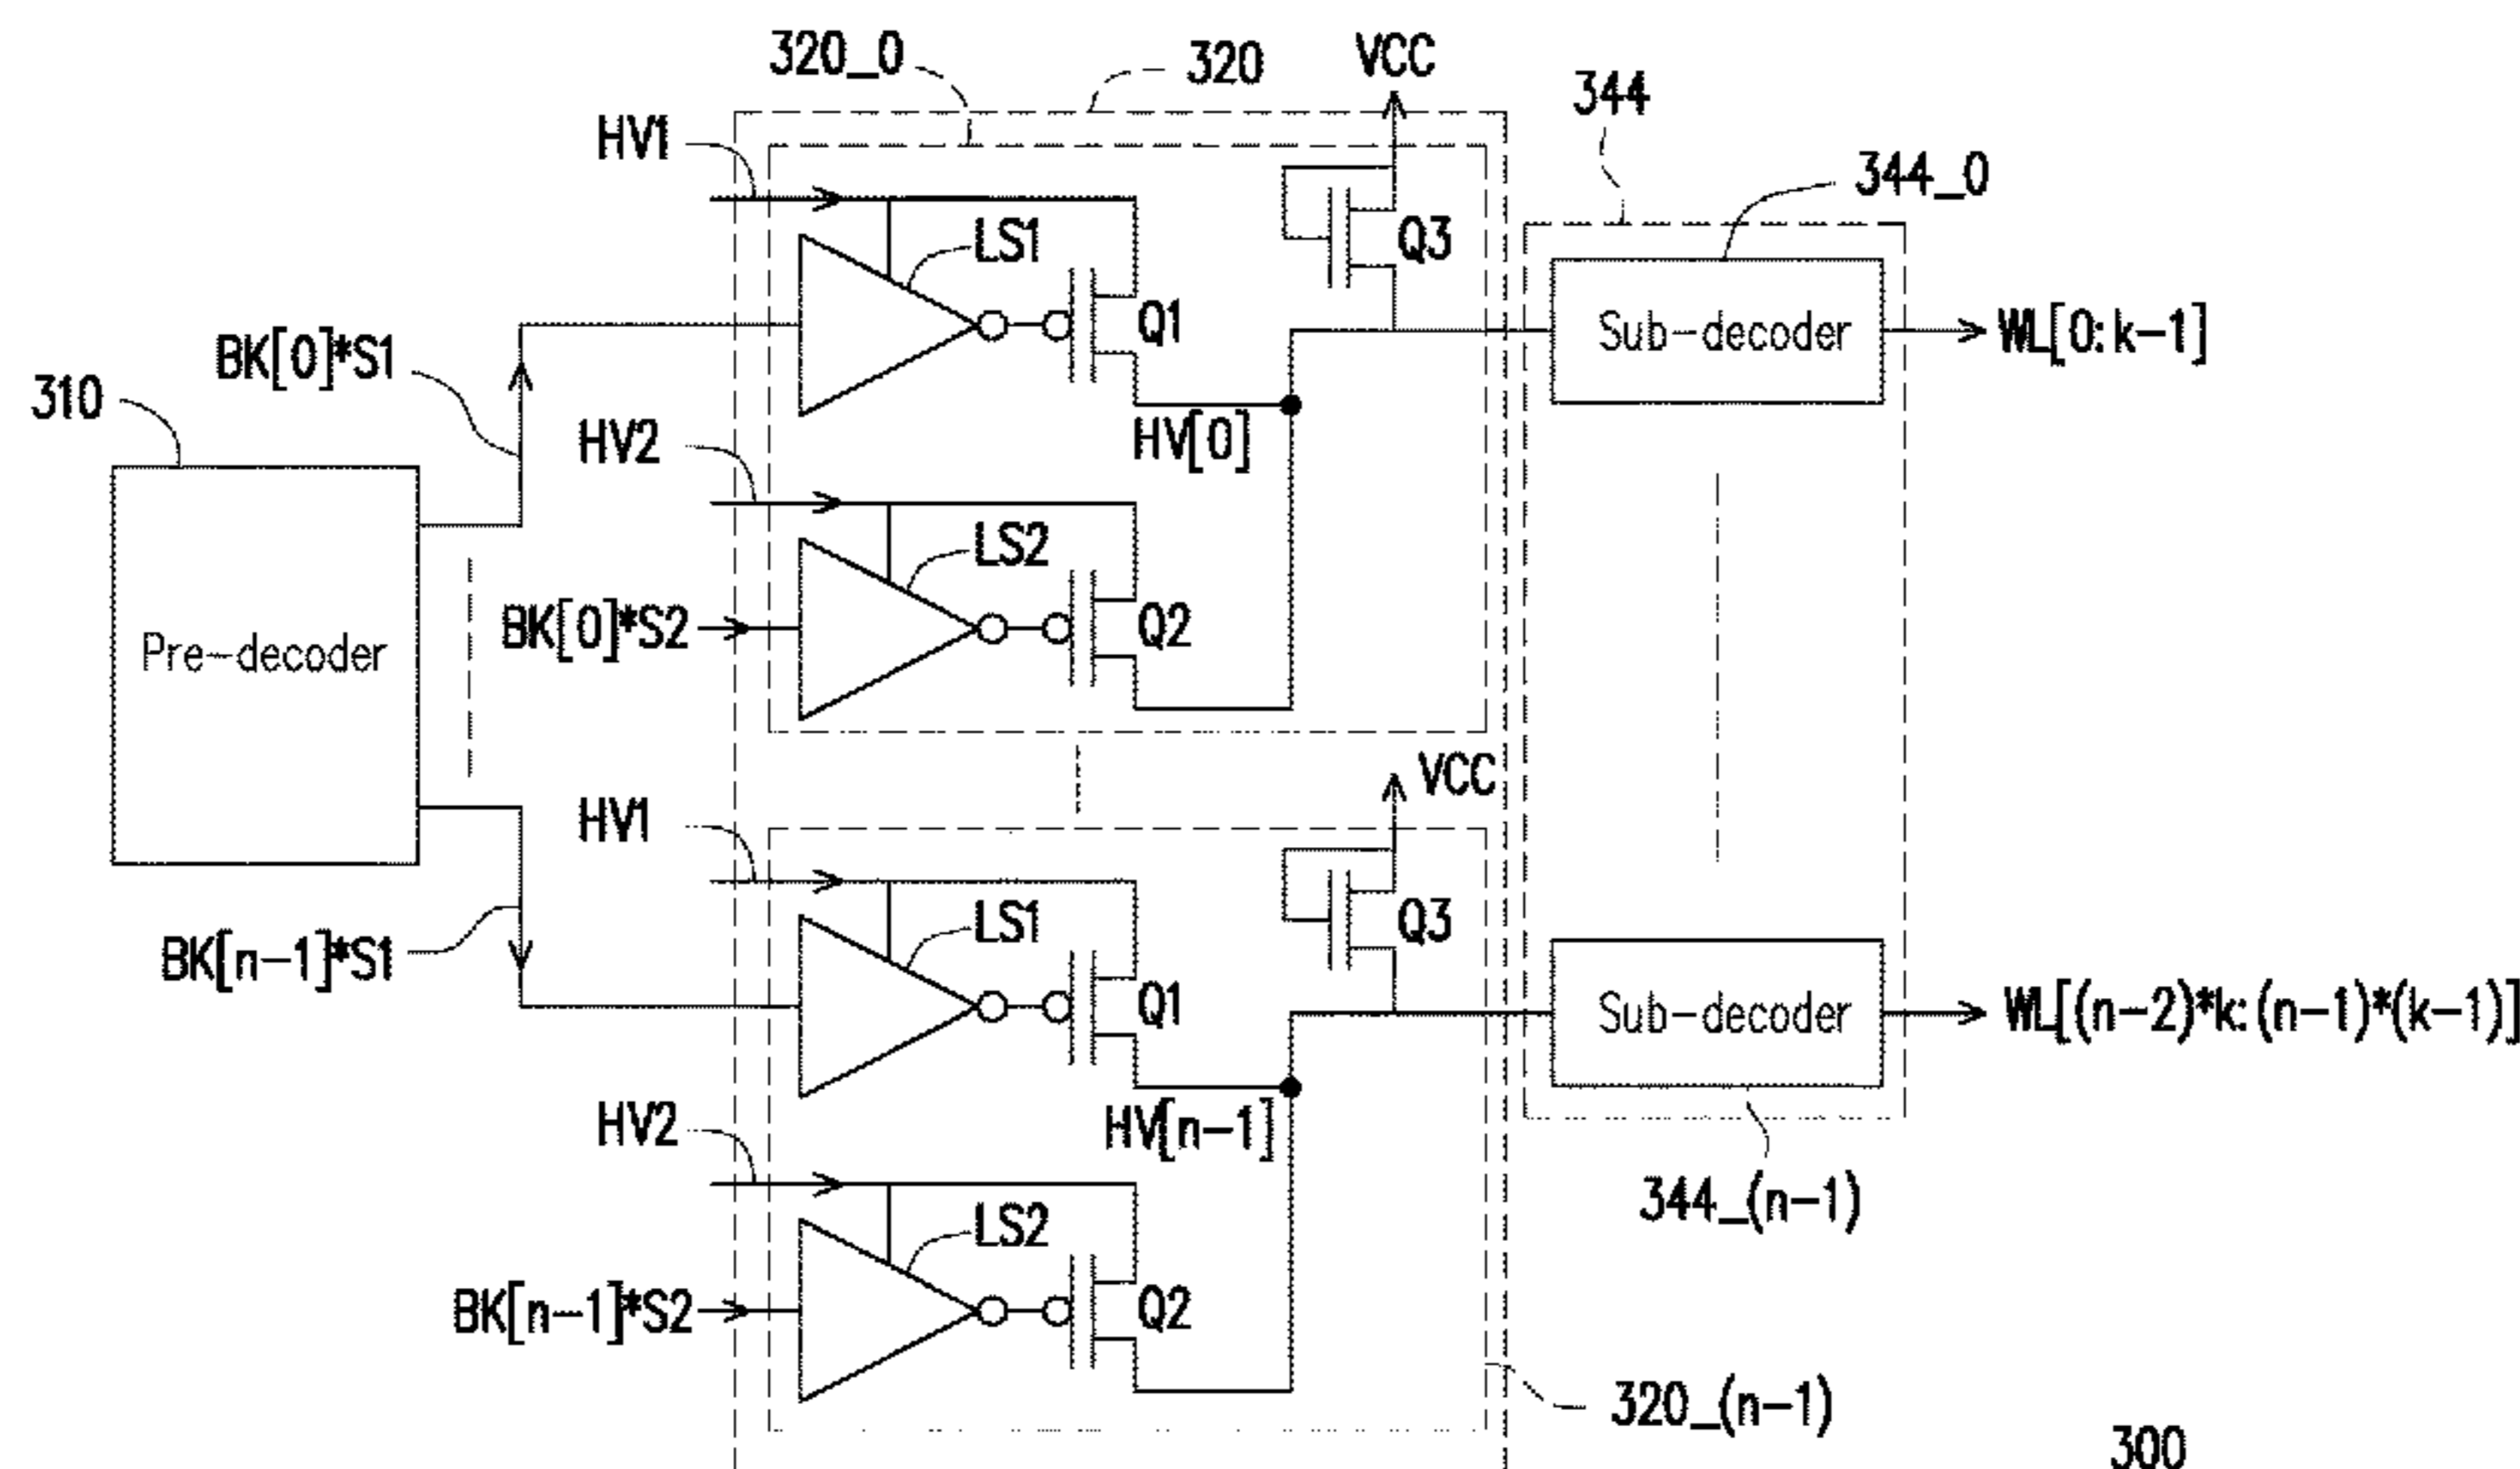 320_0
320
VCC
344
HV1
344_0
LS1
Q3
Q1
Sub-decoder
WL[0:k-1]
BK[0]*S1
310
HV2
HV[0]
LS2
BK[0]*S2
Q2
Pre-decoder
VCC
HV1
LS1
Q3
BK[n-1]*S1
Q1
Sub-decoder
WL[(n-2)*k:(n-1)*(k-1)]
HV2
HV[n-1]
344_(n-1)
LS2
BK[n-1]*S2
Q2
320_(n-1)
300